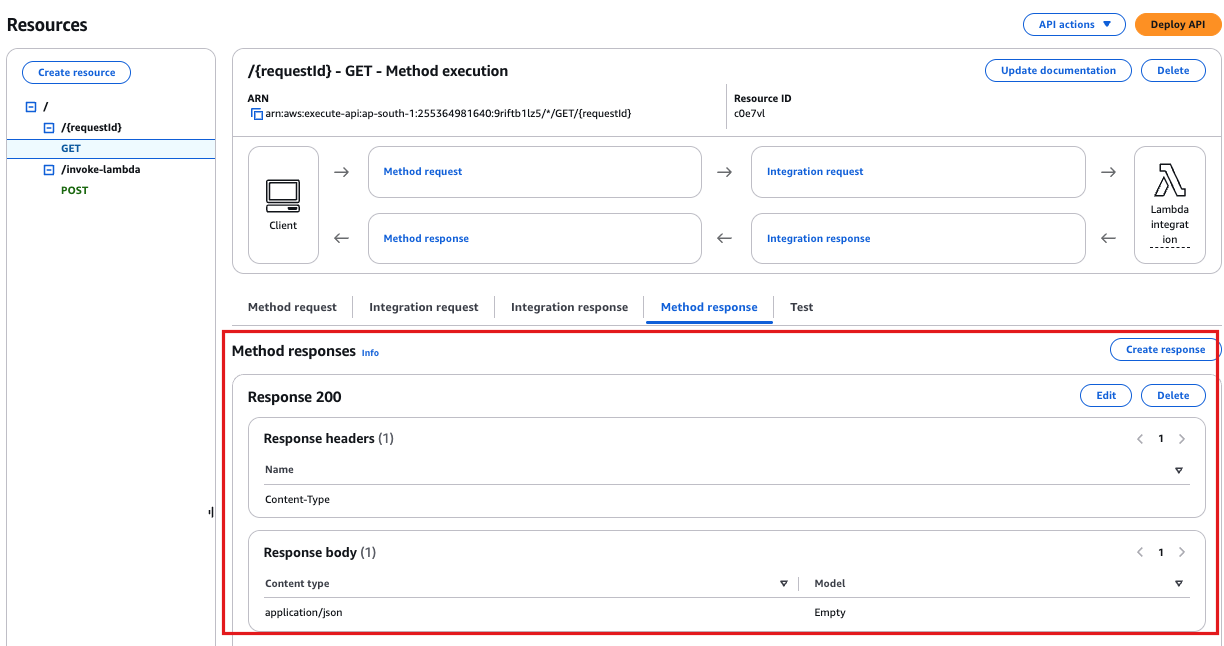 Resources
API actions
Deploy API
Create resource
/
/{requestId}
GET
/invoke-lambda
POST
/{requestId} - GET - Method execution
Update documentation
Delete
ARN
arn:aws:execute-api:ap-south-1:255364981640:9riftb1lz5/*/GET/{requestId}
Resource ID
c0e7vl
Client
Method request
Integration request
Method response
Integration response
Lambda
integrat
ion
Method request
Integration request
Integration response
Method response
Test
Method responses Info
Create response
Response 200
Edit
Delete
Response headers (1)
1
Name
Content-Type
Response body (1)
1
Content type
Model
application/json
Empty